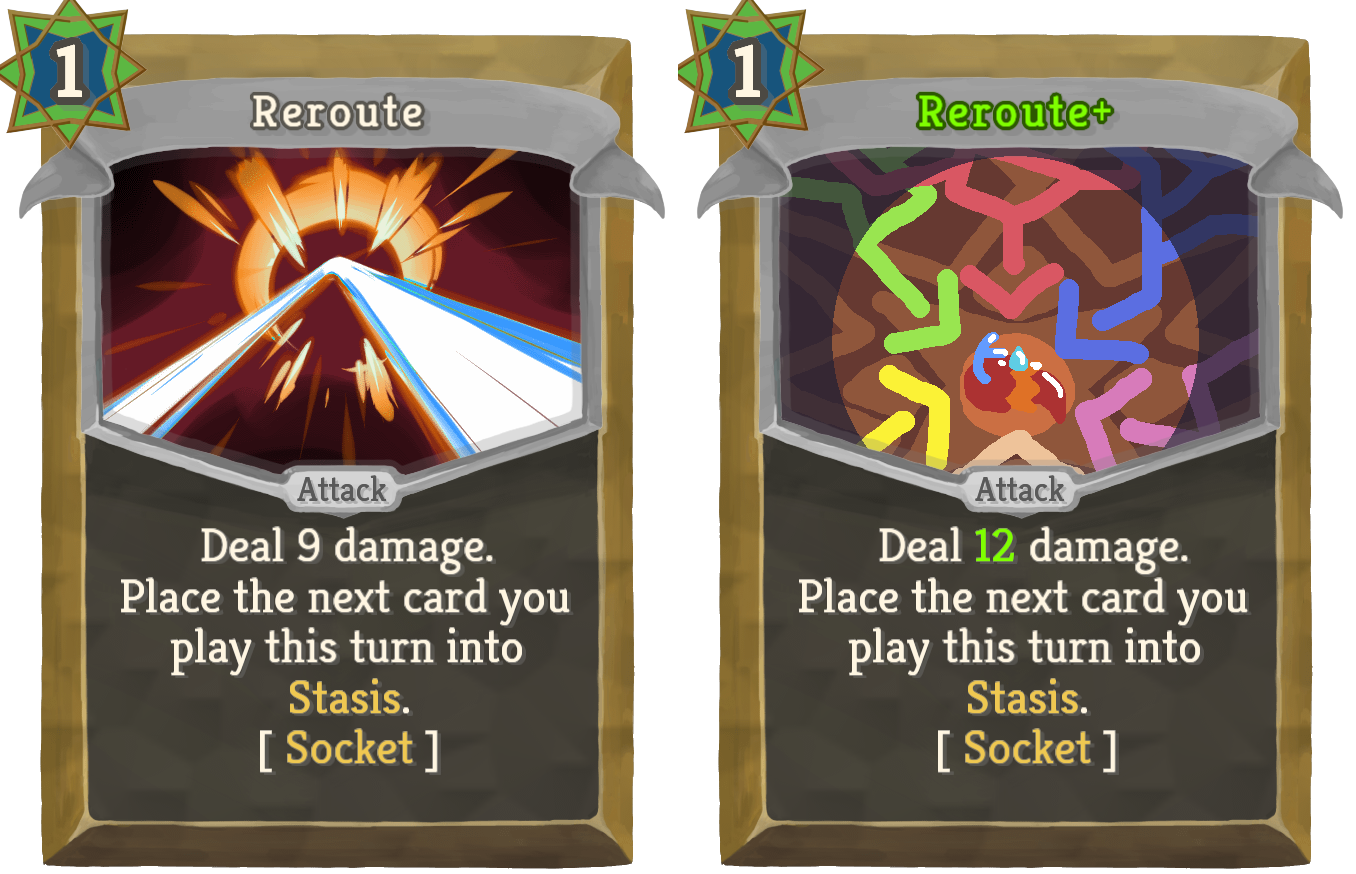 1
Reroute
Attack
Deal 9 damage.
Place the next card you
play this turn into
Stasis.
[ Socket ]
1
Reroute+
Attack
Deal 12 damage.
Place the next card you
play this turn into
Stasis.
[ Socket ]